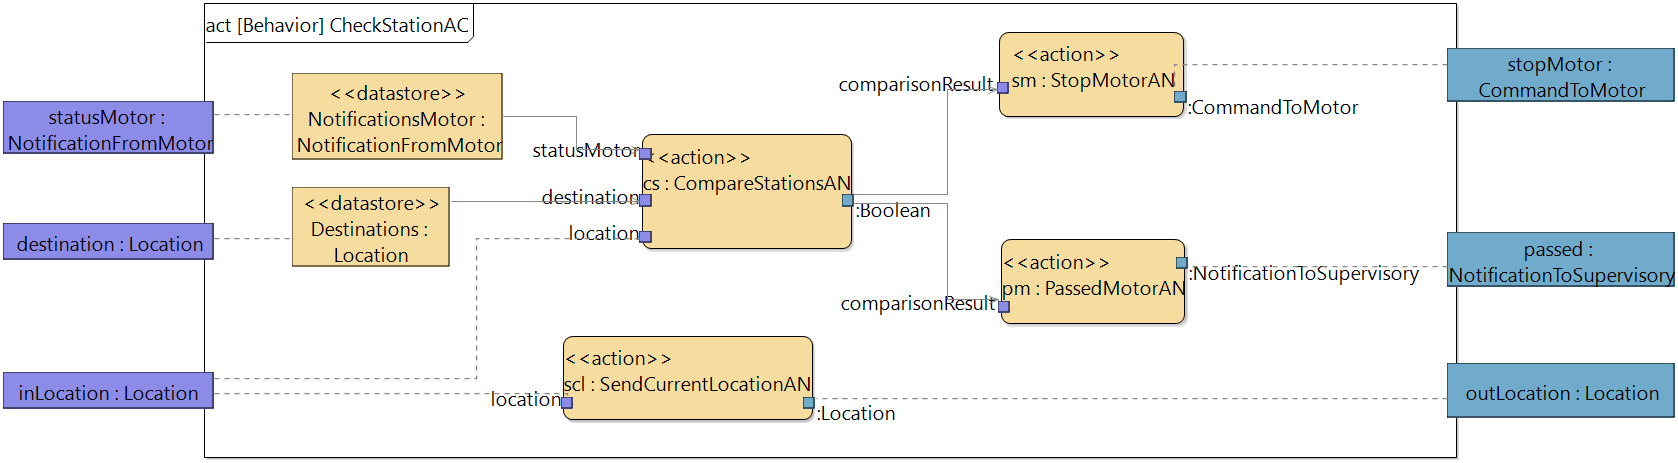 act [Behavior] CheckStationAC
statusMotor :
NotificationFromMotor
<<datastore>>
NotificationsMotor :
NotificationFromMotor
destination : Location
<<datastore>>
Destinations :
Location
inLocation : Location
statusMotor
destination
location
<<action>>
cs : CompareStationsAN
:Boolean
location
<<action>>
scl : SendCurrentLocationAN
:Location
comparisonResult
<<action>>
sm : StopMotorAN
:CommandToMotor
comparisonResult
<<action>>
pm : PassedMotorAN
:NotificationToSupervisory
stopMotor :
CommandToMotor
passed :
NotificationToSupervisory
outLocation : Location